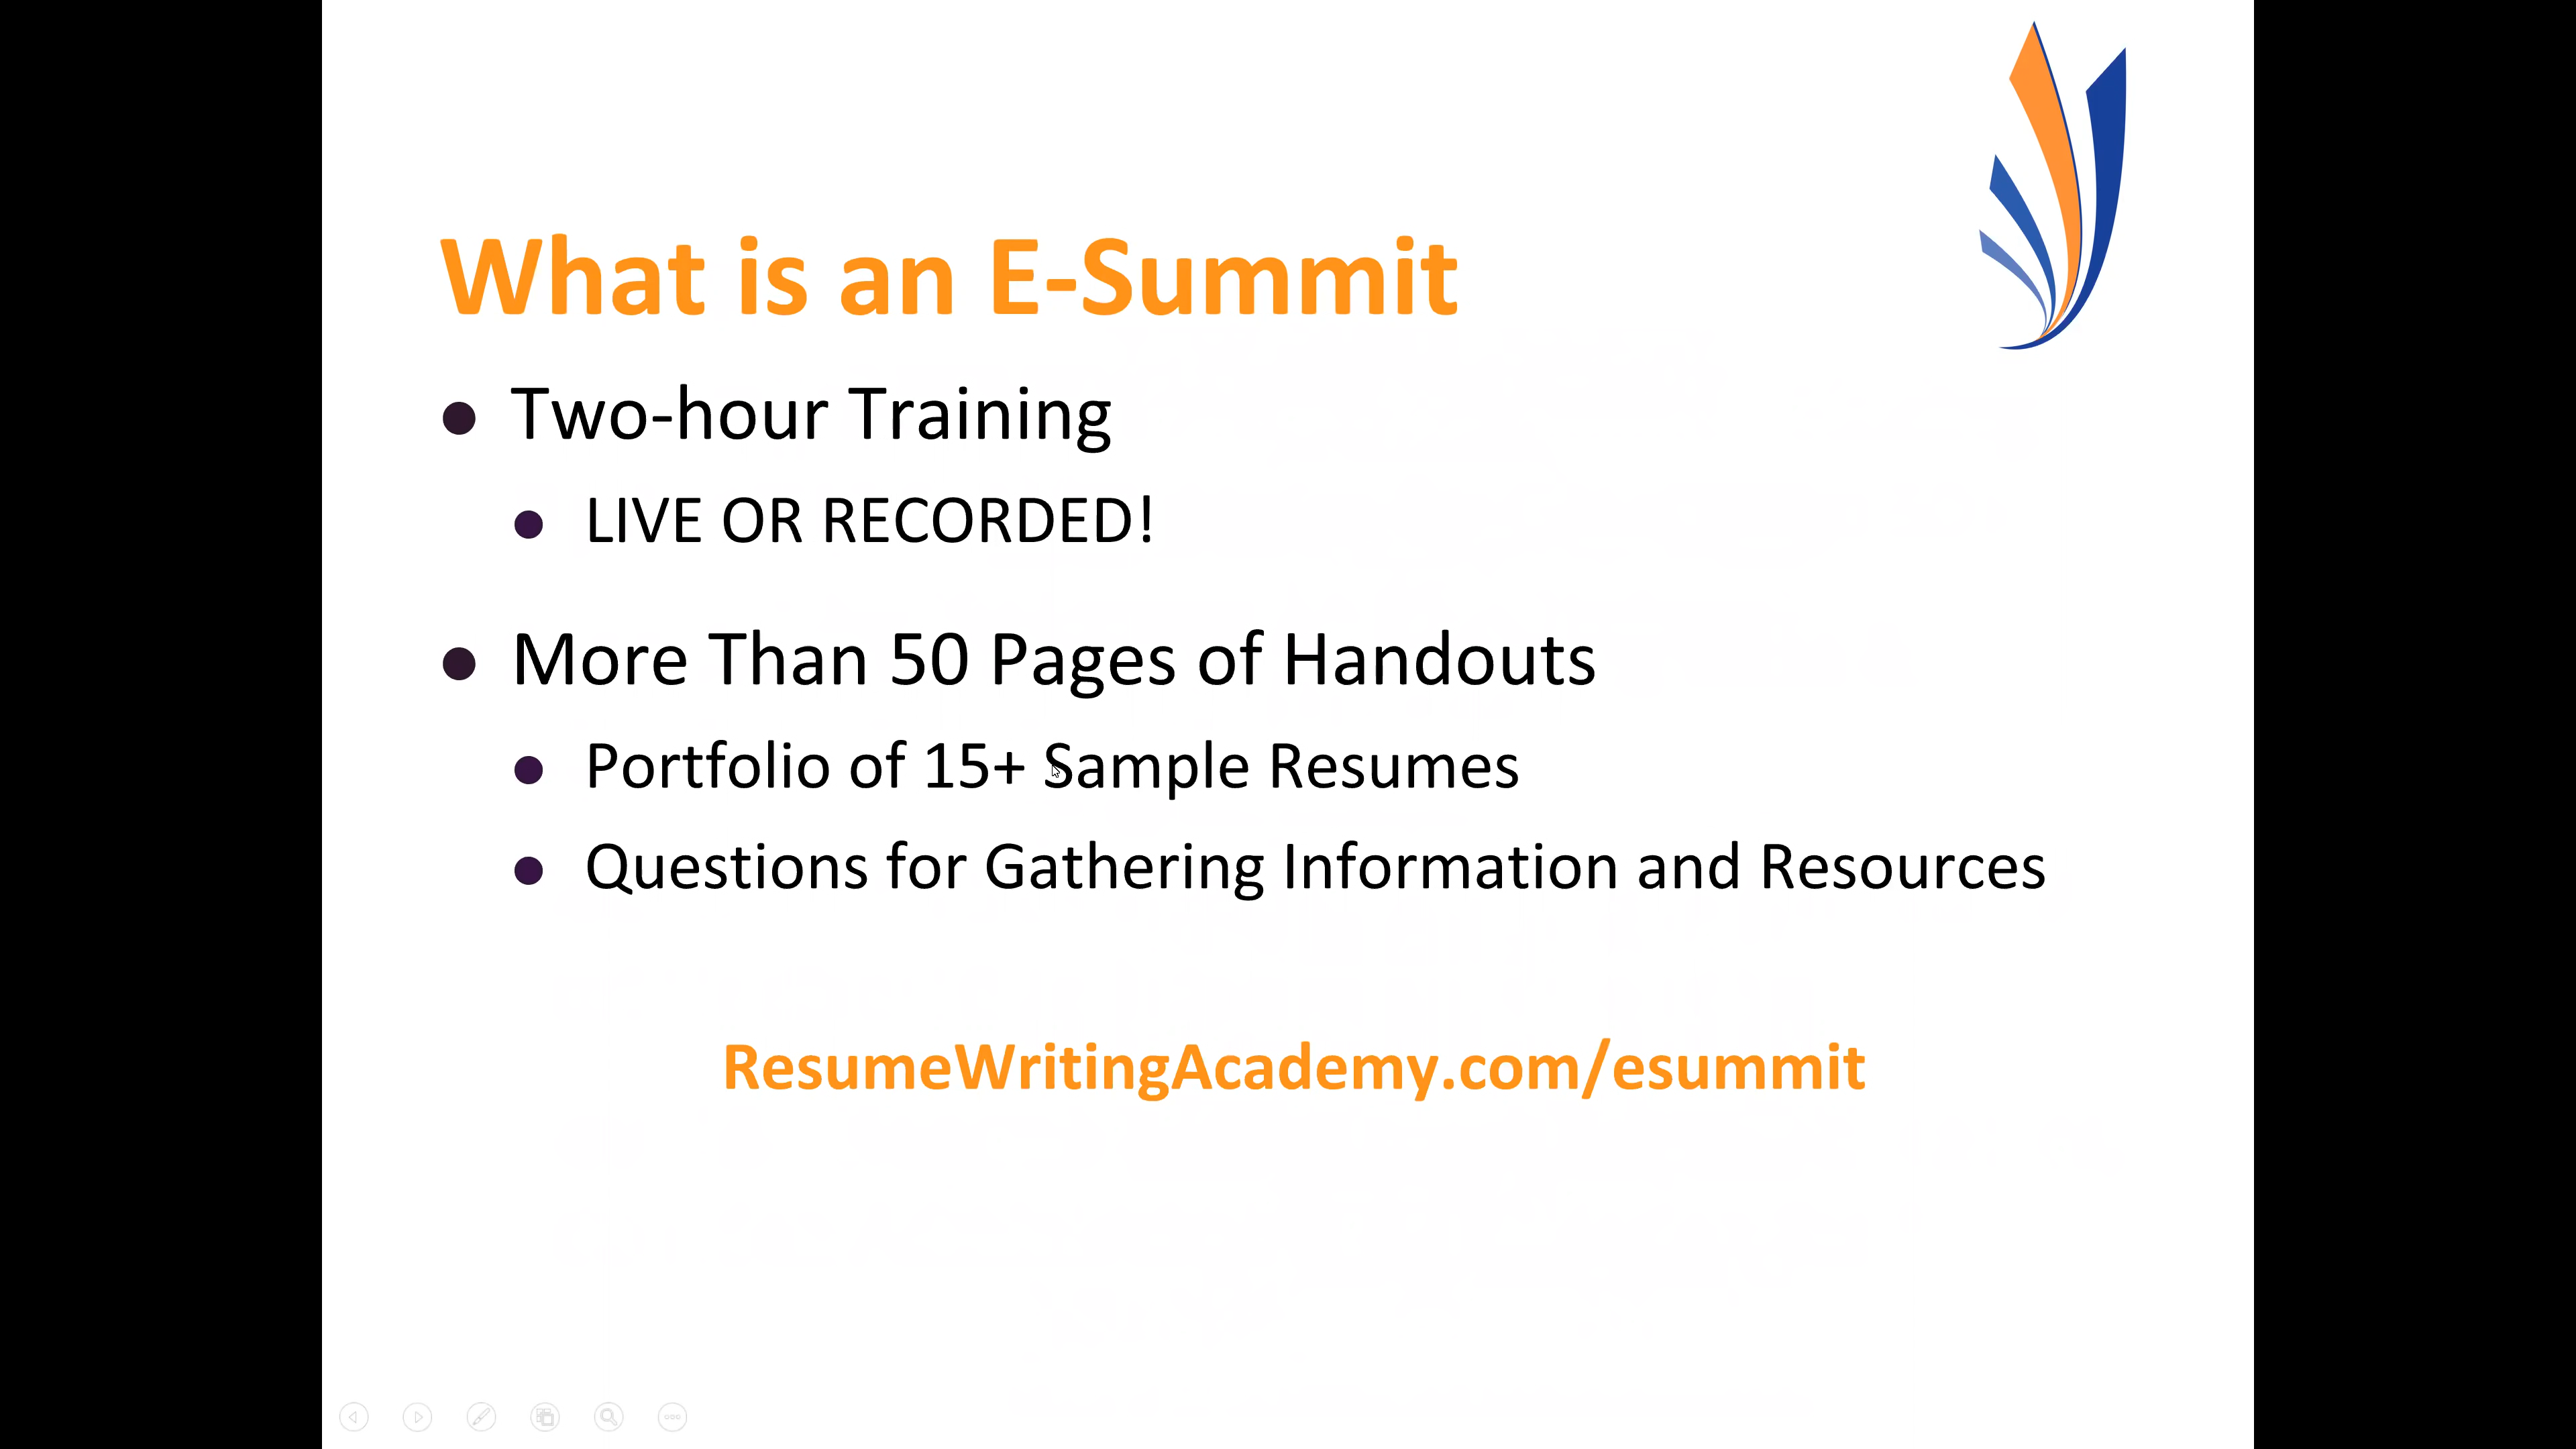 What is an E-Summit
Two-hour Training
LIVE OR RECORDED!
More Than 50 Pages of Handouts
Portfolio of 15+ Sample Resumes
Questions for Gathering Information and Resources
ResumeWritingAcademy.com/esummit